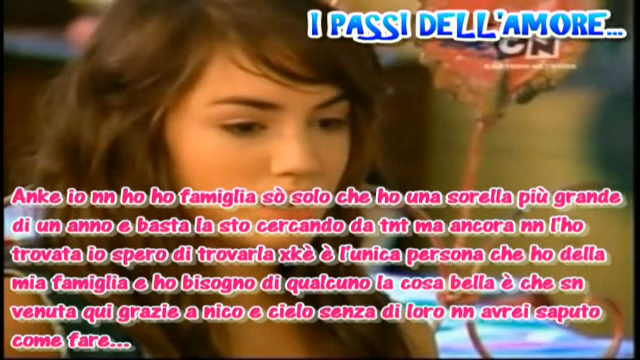 I PASSI DELL'AMORE...
CN
Anke io nn ho ho famiglia sò solo che ho una sorella più grande
di un anno e basta la sto cercando da tnt ma ancora nn l'ho
trovata io spero di trovarla xkè è l'unica persona che ho della
mia famiglia e ho bisogno di qualcuno la cosa bella è che sn
venuta qui grazie a nico e cielo senza di loro nn avrei saputo
come fare...